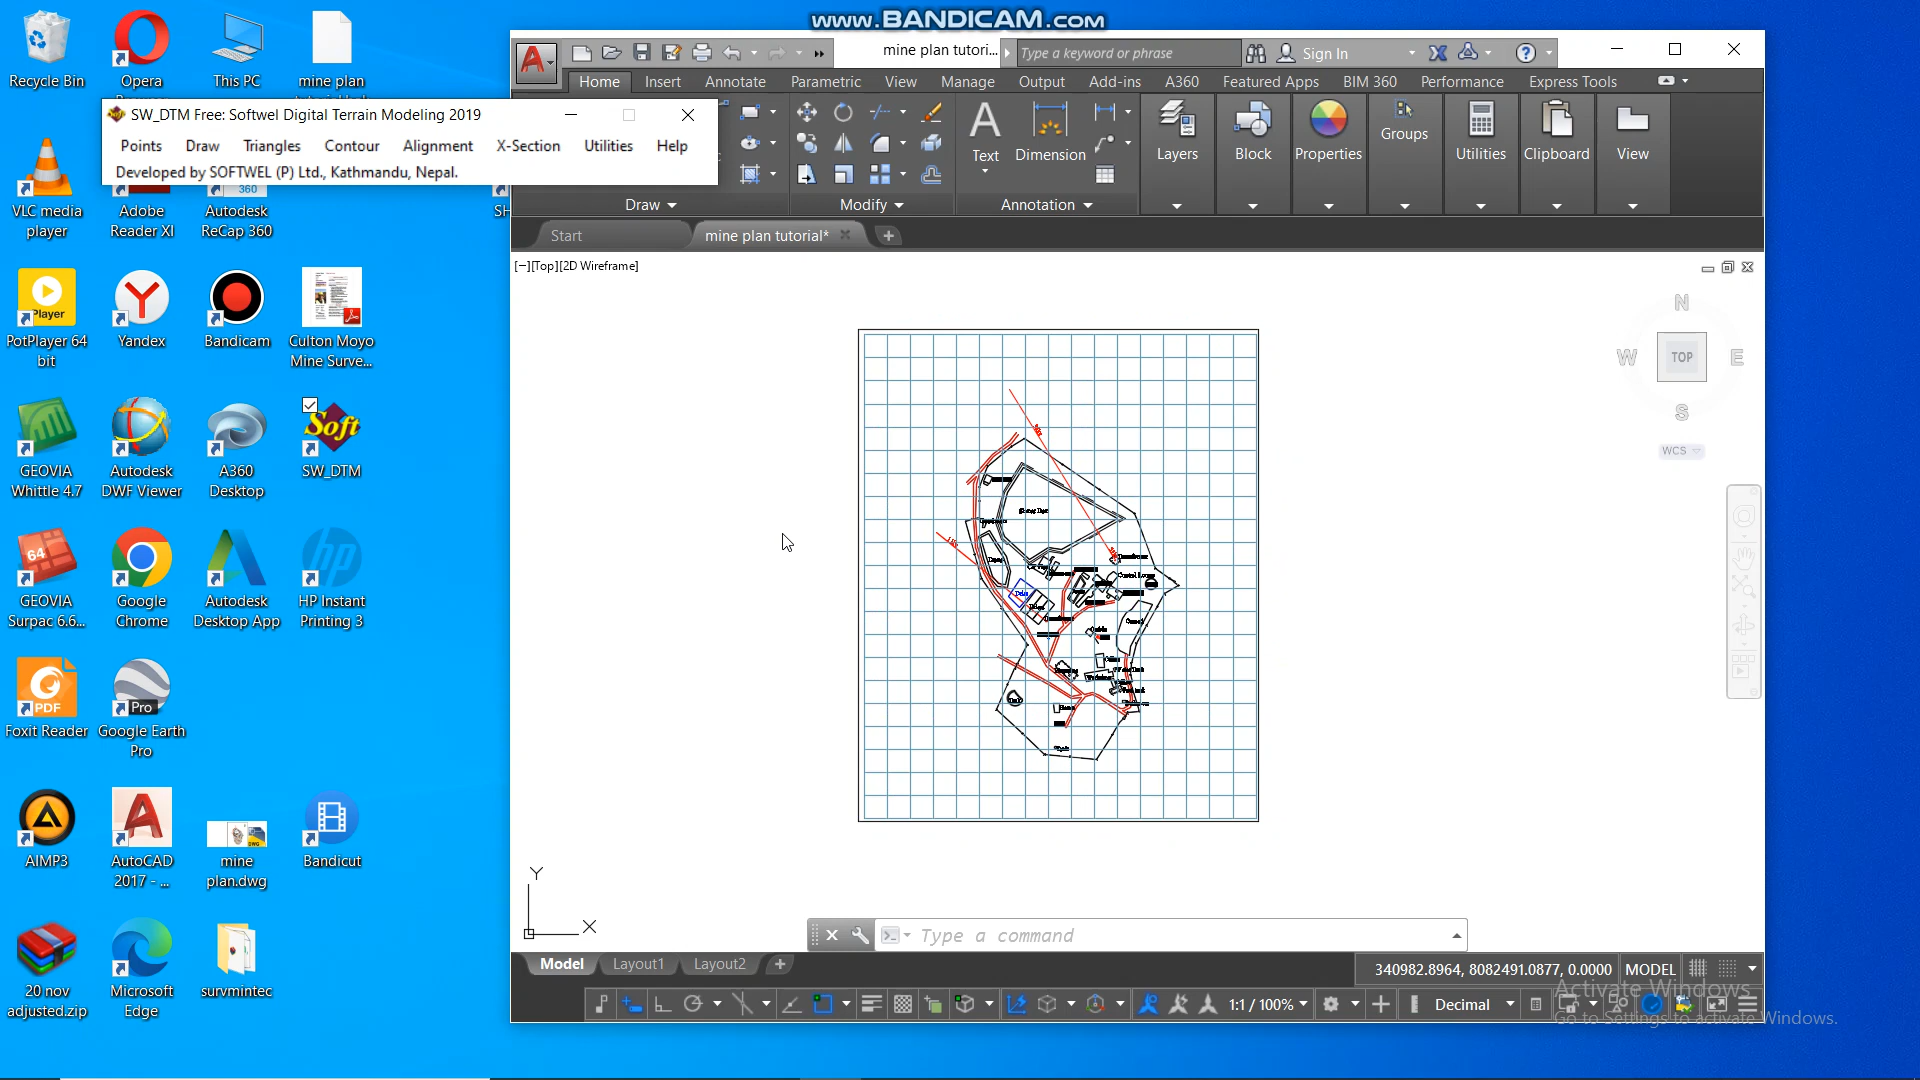 www.BANDICAM.com
Recycle Bin
Opera
This PC
mine plan
VLC media player
Adobe Reader XI
360
Autodesk ReCap 360
SH
PotPlayer 64 bit
Player
Yandex
Bandicam
Culton Moyo Mine Surve...
GEOVIA Whittle 4.7
Autodesk DWF Viewer
A360 Desktop
Soft
SW_DTM
64
GEOVIA Surpac 6.6...
Google Chrome
Autodesk Desktop App
hp
HP Instant Printing 3
PDF
Foxit Reader
Pro
Google Earth Pro
AIMP3
AutoCAD 2017 - ...
mine plan.dwg
Bandicut
20 nov adjusted.zip
Microsoft Edge
survmintec
SW_DTM Free: Softwel Digital Terrain Modeling 2019
Points Draw Triangles Contour Alignment X-Section Utilities Help
Developed by SOFTWEL (P) Ltd., Kathmandu, Nepal.
mine plan tutori...
Type a keyword or phrase
Sign In
Home Insert Annotate Parametric View Manage Output Add-ins A360 Featured Apps BIM 360 Performance Express Tools
Text
Dimension
Layers
Block
Properties
Groups
Utilities
Clipboard
View
Draw
Modify
Annotation
Start
mine plan tutorial*
[−][Top][2D Wireframe]
N
W
TOP
E
S
WCS
Y
X
Type a command
Model Layout1 Layout2
340982.8964, 8082491.0877, 0.0000 MODEL
1:1 / 100%
Decimal
Activate Windows
Go to Settings to activate Windows.